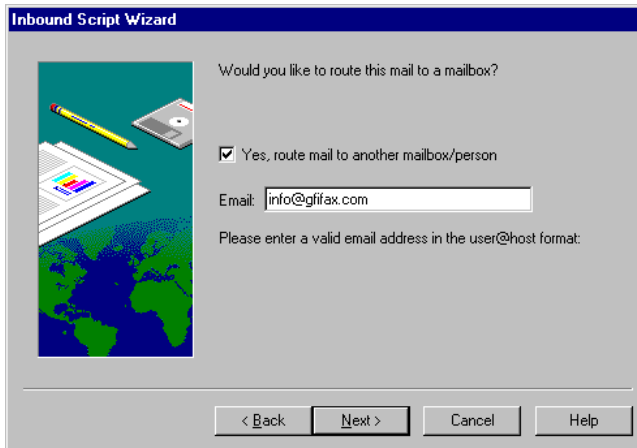 Inbound Script Wizard
Would you like to route this mail to a mailbox?
Yes, route mail to another mailbox/person
Email: info@gfifax.com
Please enter a valid email address in the user@host format:
< Back Next > Cancel Help